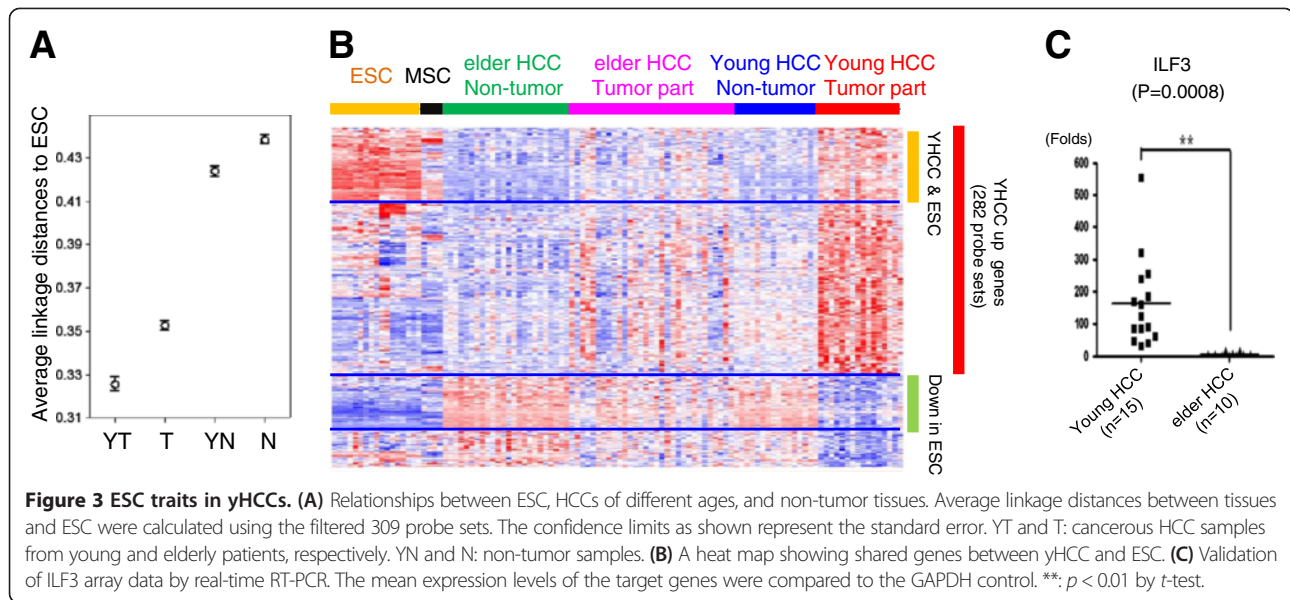 A
Average linkage distances to ESC
0.43
0.41
0.39
0.37
0.35
0.33
0.31
YT T YN N
B
ESC MSC elder HCC Non-tumor elder HCC Tumor part Young HCC Non-tumor Young HCC Tumor part
YHCC & ESC
Down in ESC
YHCC up genes
(282 probe sets)
C
ILF3
(P=0.0008)
(Folds)
**
600
500
400
300
200
100
0
Young HCC
(n=15)
elder HCC
(n=10)
Figure 3 ESC traits in yHCCs. (A) Relationships between ESC, HCCs of different ages, and non-tumor tissues. Average linkage distances between tissues
and ESC were calculated using the filtered 309 probe sets. The confidence limits as shown represent the standard error. YT and T: cancerous HCC samples
from young and elderly patients, respectively. YN and N: non-tumor samples. (B) A heat map showing shared genes between yHCC and ESC. (C) Validation
of ILF3 array data by real-time RT-PCR. The mean expression levels of the target genes were compared to the GAPDH control. **: p < 0.01 by t-test.